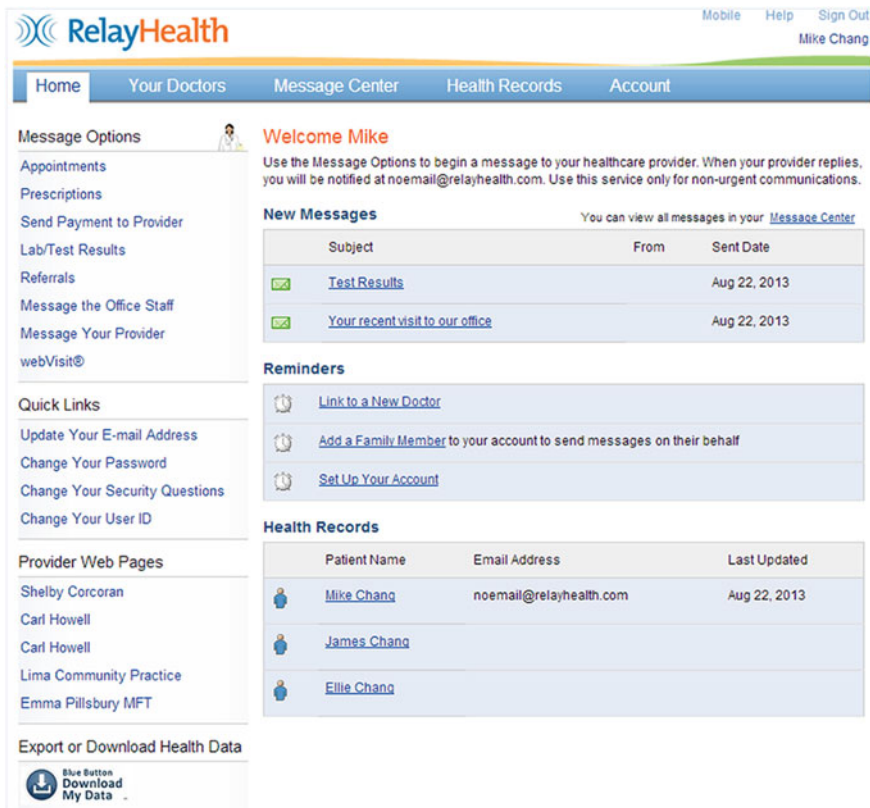 RelayHealth
Mobile Help Sign Out
Mike Chang
Home Your Doctors Message Center Health Records Account
Message Options
Appointments
Prescriptions
Send Payment to Provider
Lab/Test Results
Referrals
Message the Office Staff
Message Your Provider
webVisit®
Quick Links
Update Your E-mail Address
Change Your Password
Change Your Security Questions
Change Your User ID
Provider Web Pages
Shelby Corcoran
Carl Howell
Carl Howell
Lima Community Practice
Emma Pillsbury MFT
Export or Download Health Data
Blue Button
Download
My Data
Welcome Mike
Use the Message Options to begin a message to your healthcare provider. When your provider replies,
you will be notified at noemail@relayhealth.com. Use this service only for non-urgent communications.
New Messages You can view all messages in your Message Center
Subject From Sent Date
Test Results Aug 22, 2013
Your recent visit to our office Aug 22, 2013
Reminders
Link to a New Doctor
Add a Family Member to your account to send messages on their behalf
Set Up Your Account
Health Records
Patient Name Email Address Last Updated
Mike Chang noemail@relayhealth.com Aug 22, 2013
James Chang
Ellie Chang